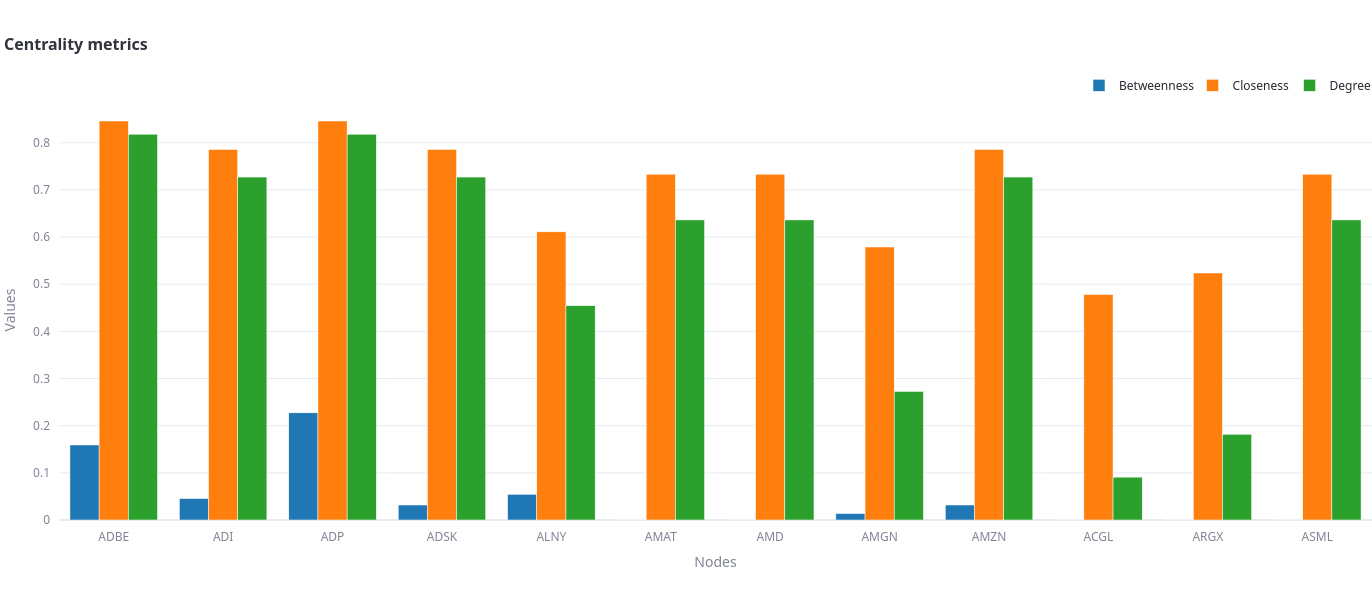 Centrality metrics
Betweenness Closeness Degree
0.8
0.7
0.6
0.5
0.4
0.3
0.2
0.1
0
Values
ADBE ADI ADP ADSK ALNY AMAT AMD AMGN AMZN ACGL ARGX ASML
Nodes